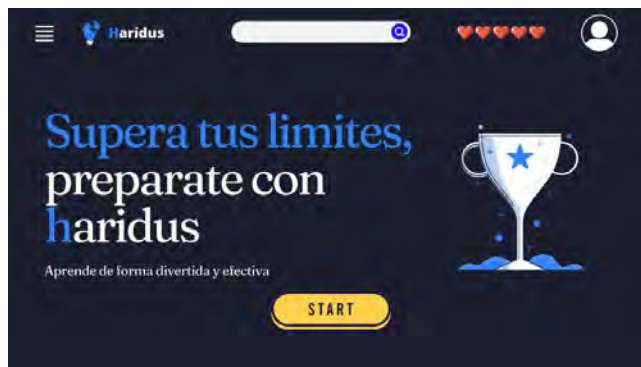 Haridus
Supera tus limites,
preparate con
haridus
Aprende de forma divertida y efectiva
START